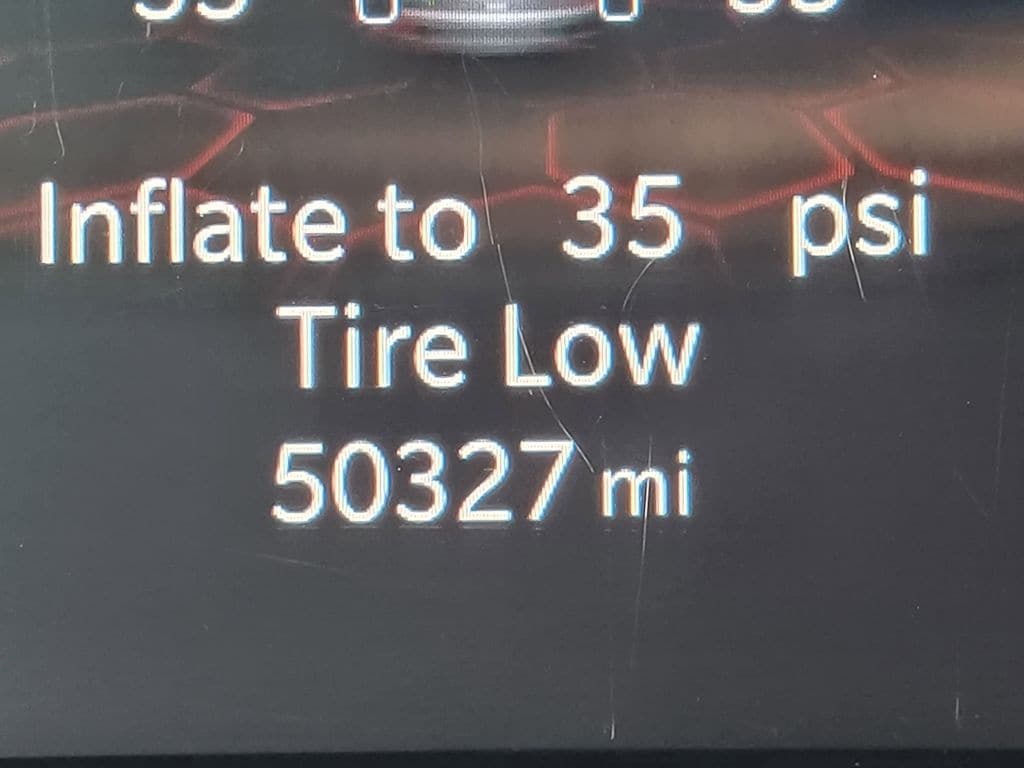 Inflate to 35 psi
Tire Low
50327 mi